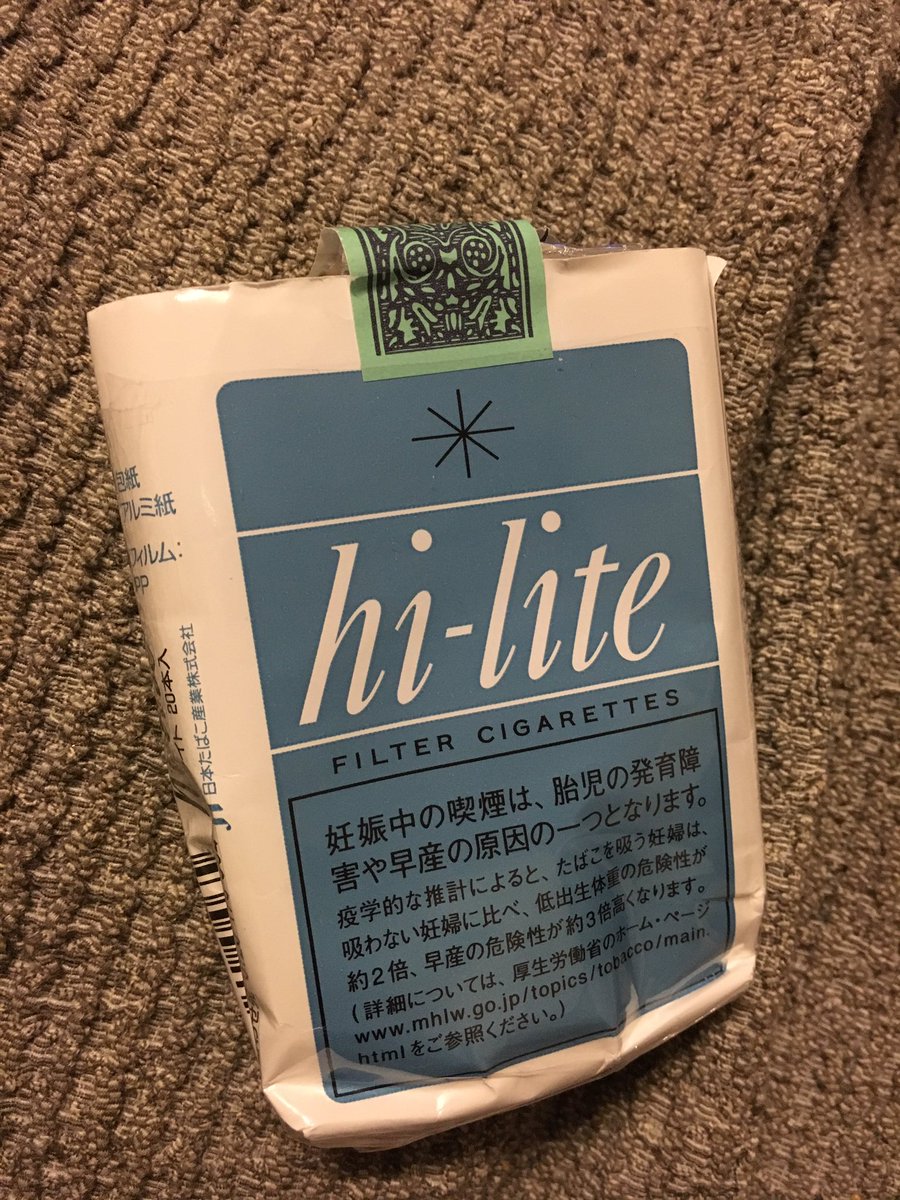 hi-lite
FILTER CIGARETTES
妊娠中の喫煙は、胎児の発育障
害や早産の原因の一つとなります。
疫学的な推計によると、たばこを吸う妊婦は、
吸わない妊婦に比べ、低出生体重の危険性が
約2倍、早産の危険性が約3倍高くなります。
(詳細については、厚生労働省のホーム・ページ
www.mhlw.go.jp/topics/tobacco/main.
htmlをご参照ください。)
包紙
アルミ紙
フィルム:
PP
イト 20本入
日本たばこ産業株式会社
JT